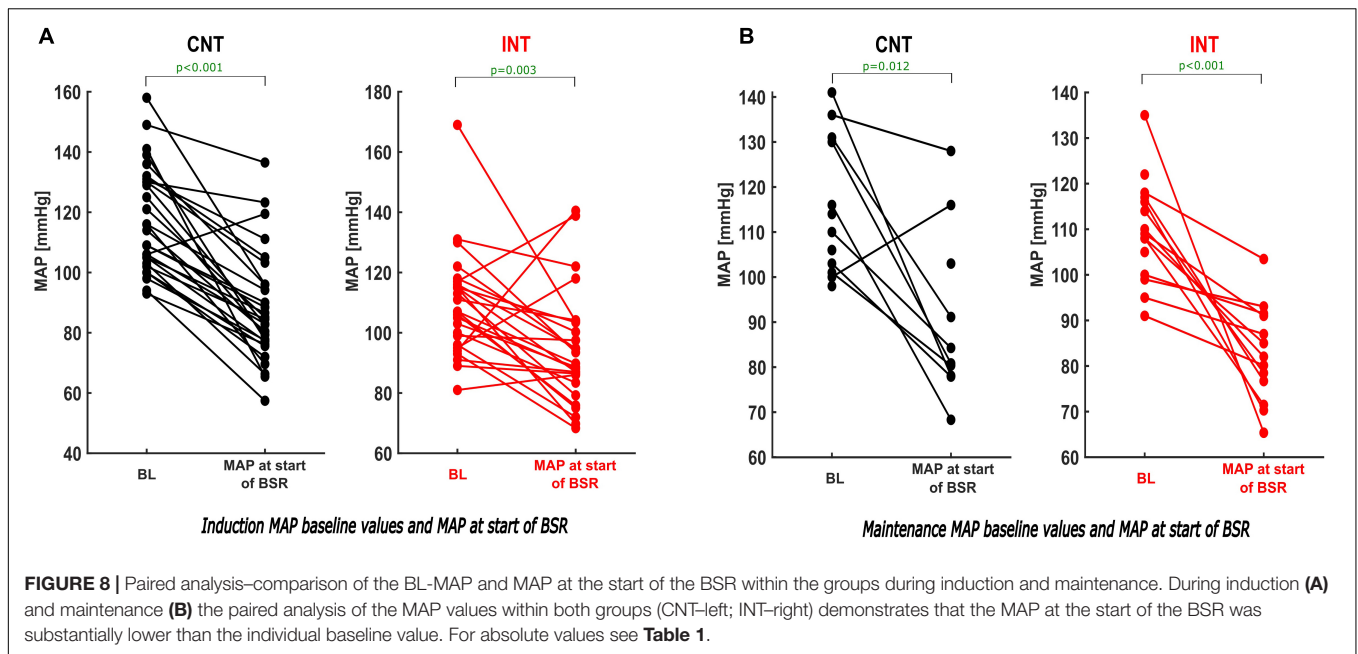 A
CNT
p<0.001
MAP [mmHg]
160
140
120
100
80
60
40
BL
MAP at start
of BSR
INT
p=0.003
MAP [mmHg]
180
160
140
120
100
80
60
BL
MAP at start
of BSR
Induction MAP baseline values and MAP at start of BSR
B
CNT
p=0.012
MAP [mmHg]
140
130
120
110
100
90
80
70
60
BL
MAP at start
of BSR
INT
p<0.001
MAP [mmHg]
140
130
120
110
100
90
80
70
60
BL
MAP at start
of BSR
Maintenance MAP baseline values and MAP at start of BSR
FIGURE 8 | Paired analysis–comparison of the BL-MAP and MAP at the start of the BSR within the groups during induction and maintenance. During induction (A)
and maintenance (B) the paired analysis of the MAP values within both groups (CNT–left; INT–right) demonstrates that the MAP at the start of the BSR was
substantially lower than the individual baseline value. For absolute values see Table 1.